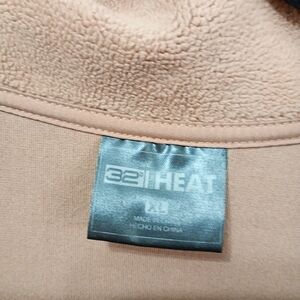 32° HEAT
XL
MADE IN CHINA
HECHO EN CHINA